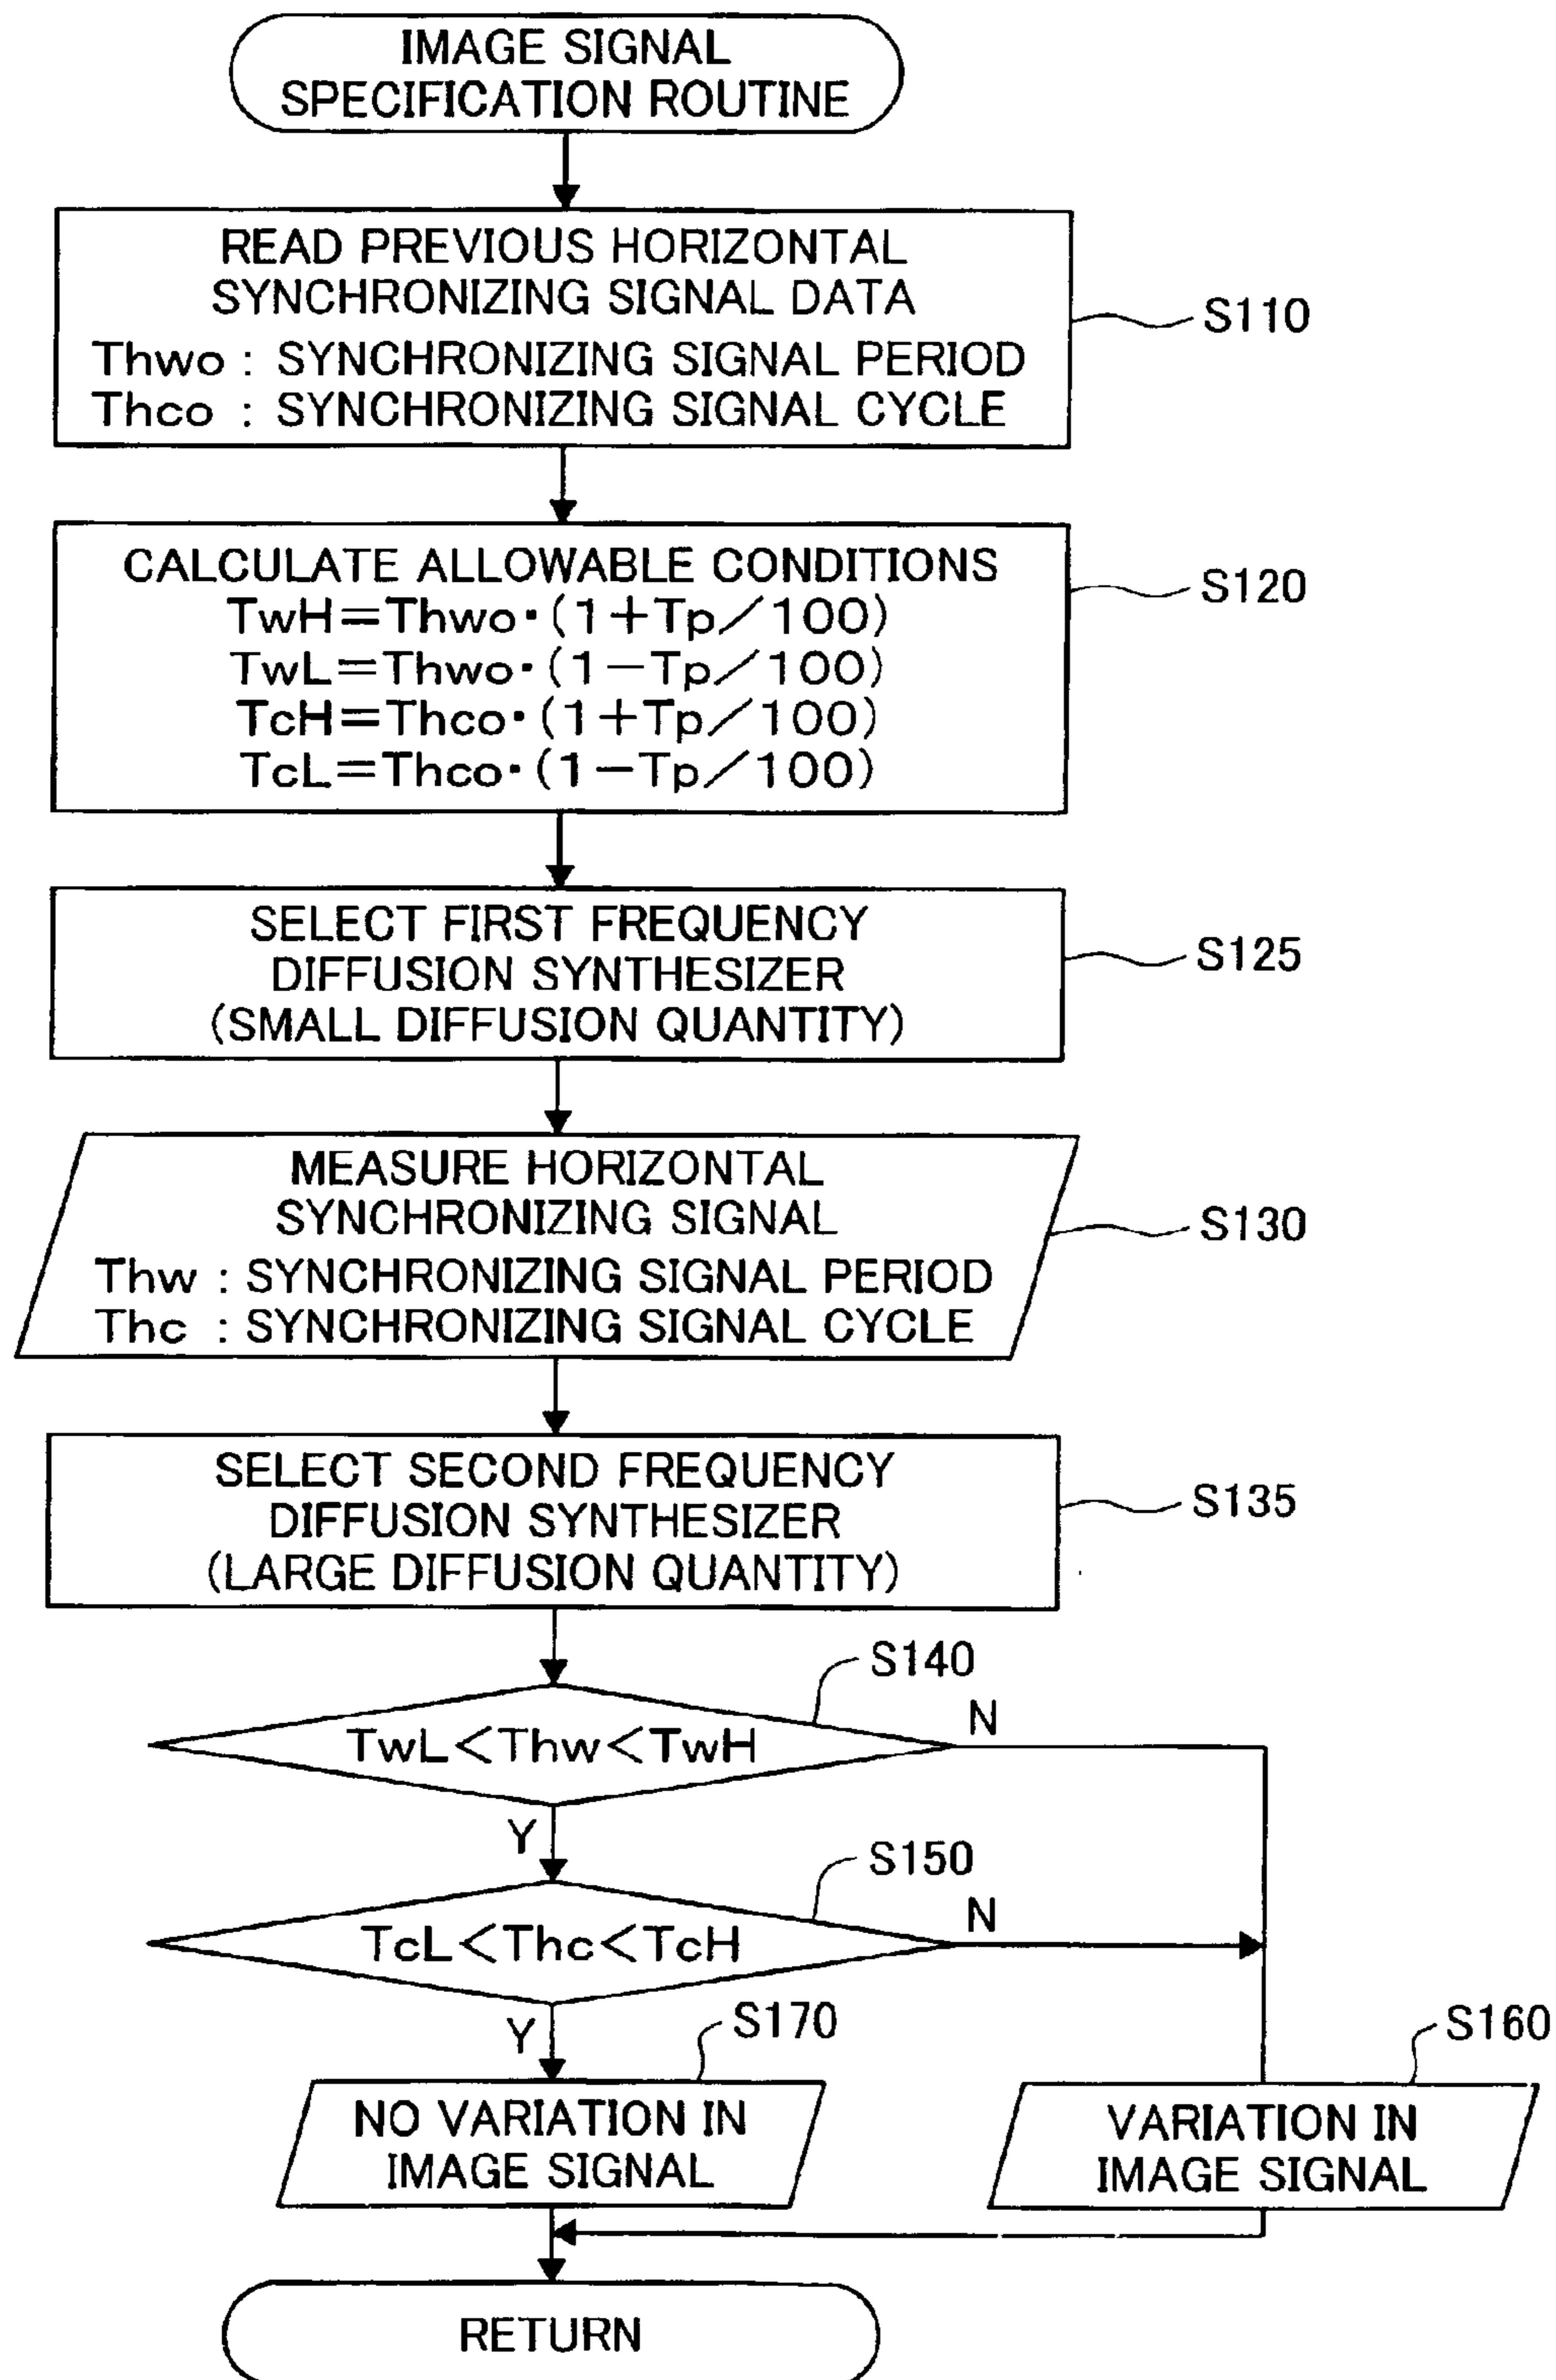 IMAGE SIGNAL
SPECIFICATION ROUTINE
READ PREVIOUS HORIZONTAL
SYNCHRONIZING SIGNAL DATA
Thwo : SYNCHRONIZING SIGNAL PERIOD
Thco : SYNCHRONIZING SIGNAL CYCLE
S110
CALCULATE ALLOWABLE CONDITIONS
TwH=Thwo·(1+Tp/100)
TwL=Thwo·(1−Tp/100)
TcH=Thco·(1+Tp/100)
TcL=Thco·(1−Tp/100)
S120
SELECT FIRST FREQUENCY
DIFFUSION SYNTHESIZER
(SMALL DIFFUSION QUANTITY)
S125
MEASURE HORIZONTAL
SYNCHRONIZING SIGNAL
Thw : SYNCHRONIZING SIGNAL PERIOD
Thc : SYNCHRONIZING SIGNAL CYCLE
S130
SELECT SECOND FREQUENCY
DIFFUSION SYNTHESIZER
(LARGE DIFFUSION QUANTITY)
S135
S140
TwL<Thw<TwH
N
Y
S150
TcL<Thc<TcH
N
Y
S170
NO VARIATION IN
IMAGE SIGNAL
S160
VARIATION IN
IMAGE SIGNAL
RETURN